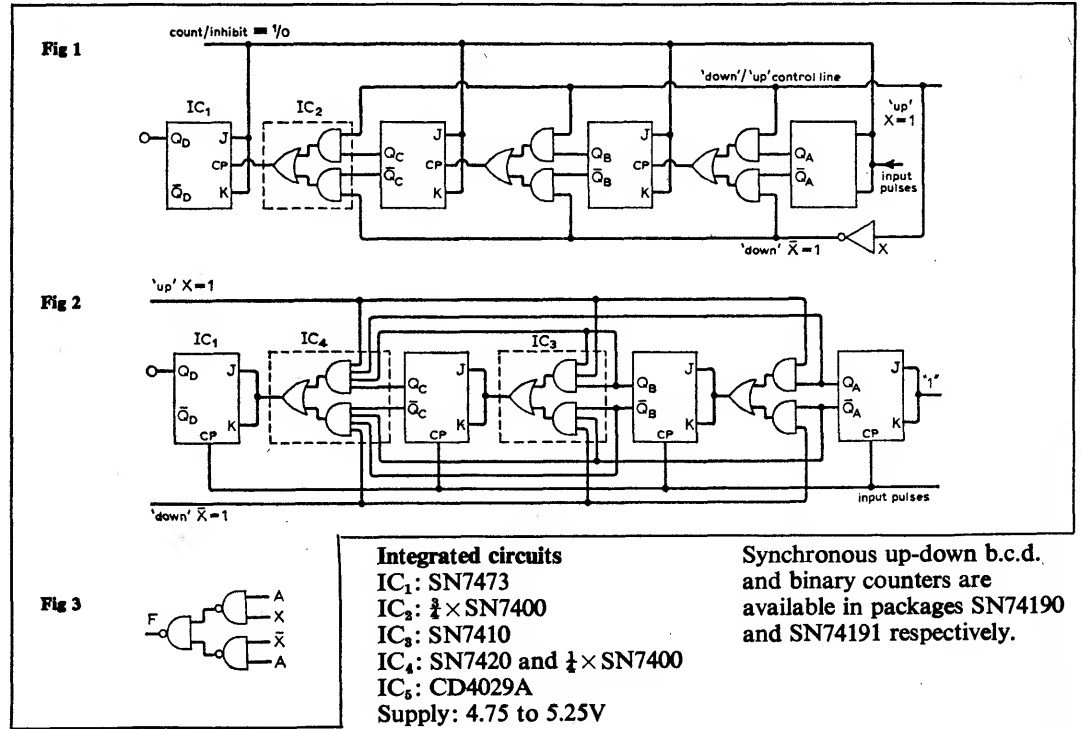 Fig 1
count/inhibit = 1/0
'down'/'up' control line
IC₁
IC₂
'up'
X=1
Q_D
J
CP
Q̄_D
K
Q_C
J
CP
Q̄_C
K
Q_B
J
CP
Q̄_B
K
Q_A
Q̄_A
input
pulses
'down' X̄=1
X
Fig 2
'up' X=1
IC₁
IC₄
IC₃
Q_D
J
Q̄_D
K
CP
Q_C
J
Q̄_C
K
CP
Q_B
J
Q̄_B
K
CP
Q_A
J
Q̄_A
K
CP
"1"
input pulses
'down' X̄=1
Fig 3
F
A
X
X̄
A
Integrated circuits
IC₁: SN7473
IC₂: ¾ × SN7400
IC₃: SN7410
IC₄: SN7420 and ¼ × SN7400
IC₅: CD4029A
Supply: 4.75 to 5.25V
Synchronous up-down b.c.d.
and binary counters are
available in packages SN74190
and SN74191 respectively.